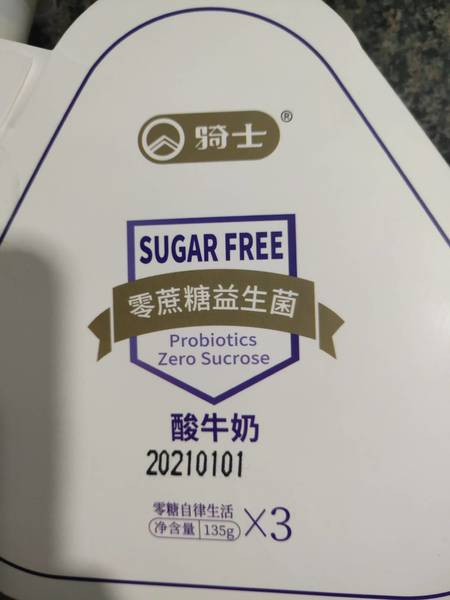 骑士®
SUGAR FREE
零蔗糖益生菌
Probiotics
Zero Sucrose
酸牛奶
20210101
零糖自律生活
净含量 135g X3